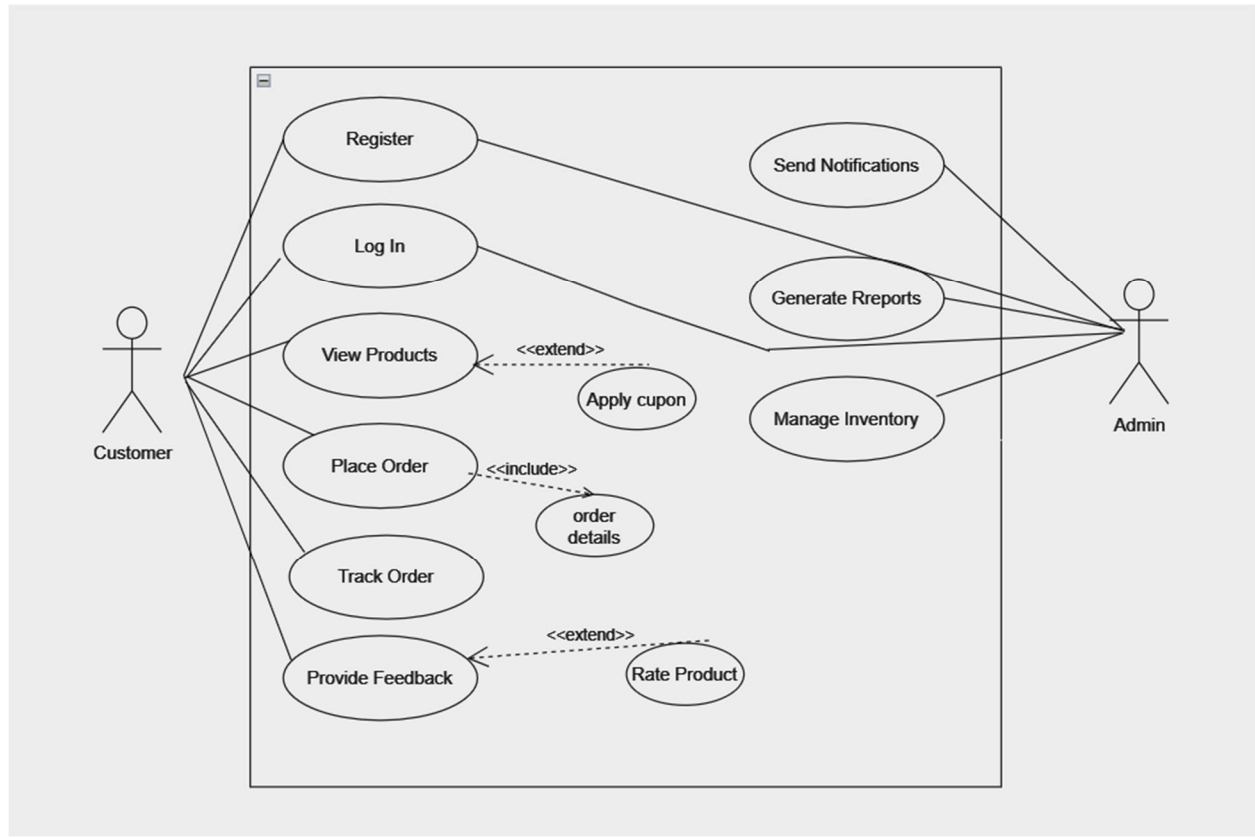 Register
Send Notifications
Log In
Generate Rreports
View Products
<<extend>>
Apply cupon
Manage Inventory
Customer
Admin
Place Order
<<include>>
order
details
Track Order
<<extend>>
Provide Feedback
Rate Product